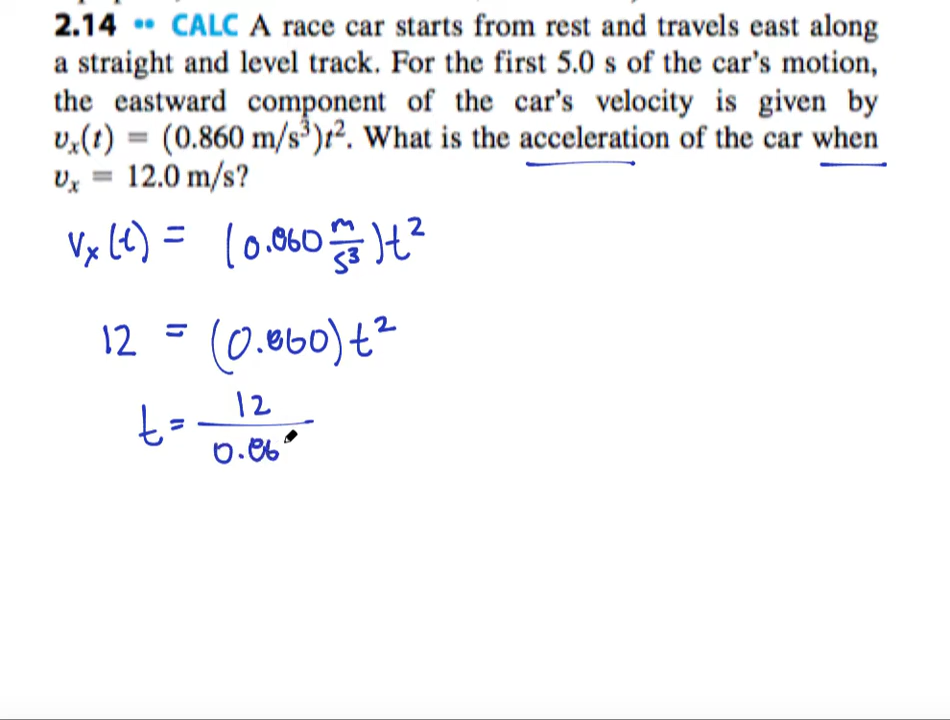 2.14 •• CALC A race car starts from rest and travels east along
a straight and level track. For the first 5.0 s of the car's motion,
the eastward component of the car's velocity is given by
υₓ(t) = (0.860 m/s³)t². What is the acceleration of the car when
υₓ = 12.0 m/s?
Vₓ(t) = (0.860 m/s³)t²
12 = (0.860)t²
t = 12/0.86